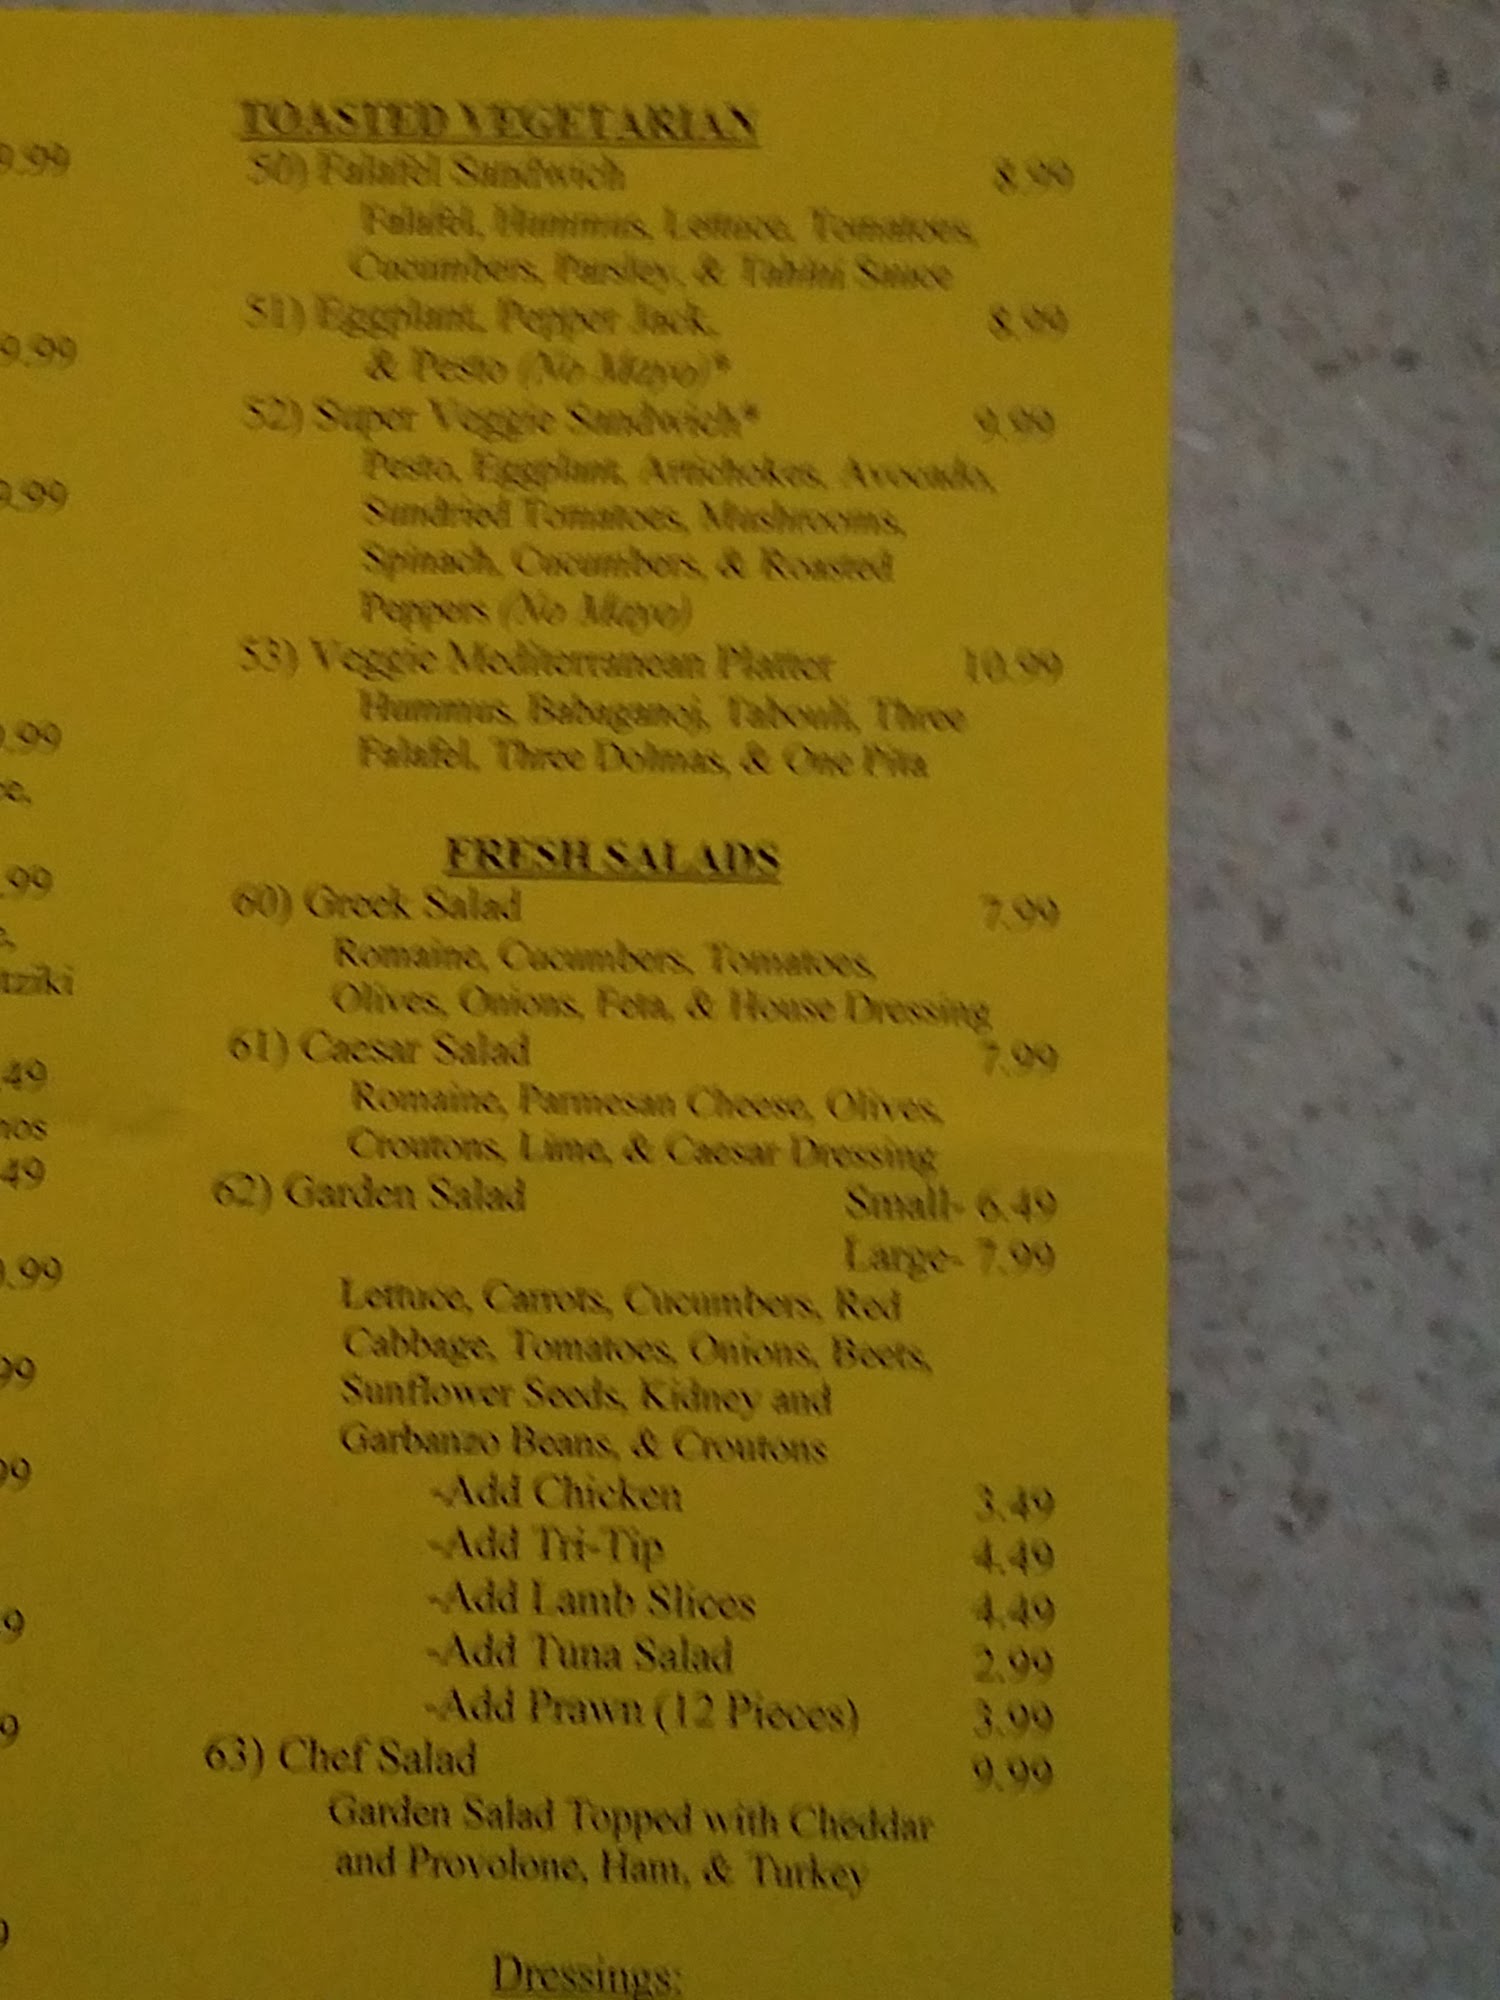 TOASTED VEGETARIAN
50) Falafel Sandwich 8.99
Falafel, Hummus, Lettuce, Tomatoes,
Cucumbers, Parsley, & Tahini Sauce
51) Eggplant, Pepper Jack, 8.99
& Pesto (No Mayo)*
52) Super Veggie Sandwich* 9.99
Pesto, Eggplant, Artichokes, Avocado,
Sundried Tomatoes, Mushrooms,
Spinach, Cucumbers, & Roasted
Peppers (No Mayo)
53) Veggie Mediterranean Platter 10.99
Hummus, Babaganoj, Tabouli, Three
Falafel, Three Dolmas, & One Pita
FRESH SALADS
60) Greek Salad 7.99
Romaine, Cucumbers, Tomatoes,
Olives, Onions, Feta, & House Dressing
61) Caesar Salad 7.99
Romaine, Parmesan Cheese, Olives,
Croutons, Lime, & Caesar Dressing
62) Garden Salad Small- 6.49
Large- 7.99
Lettuce, Carrots, Cucumbers, Red
Cabbage, Tomatoes, Onions, Beets,
Sunflower Seeds, Kidney and
Garbanzo Beans, & Croutons
-Add Chicken 3.49
-Add Tri-Tip 4.49
-Add Lamb Slices 4.49
-Add Tuna Salad 2.99
-Add Prawn (12 Pieces) 3.99
63) Chef Salad 9.99
Garden Salad Topped with Cheddar
and Provolone, Ham, & Turkey
Dressings: